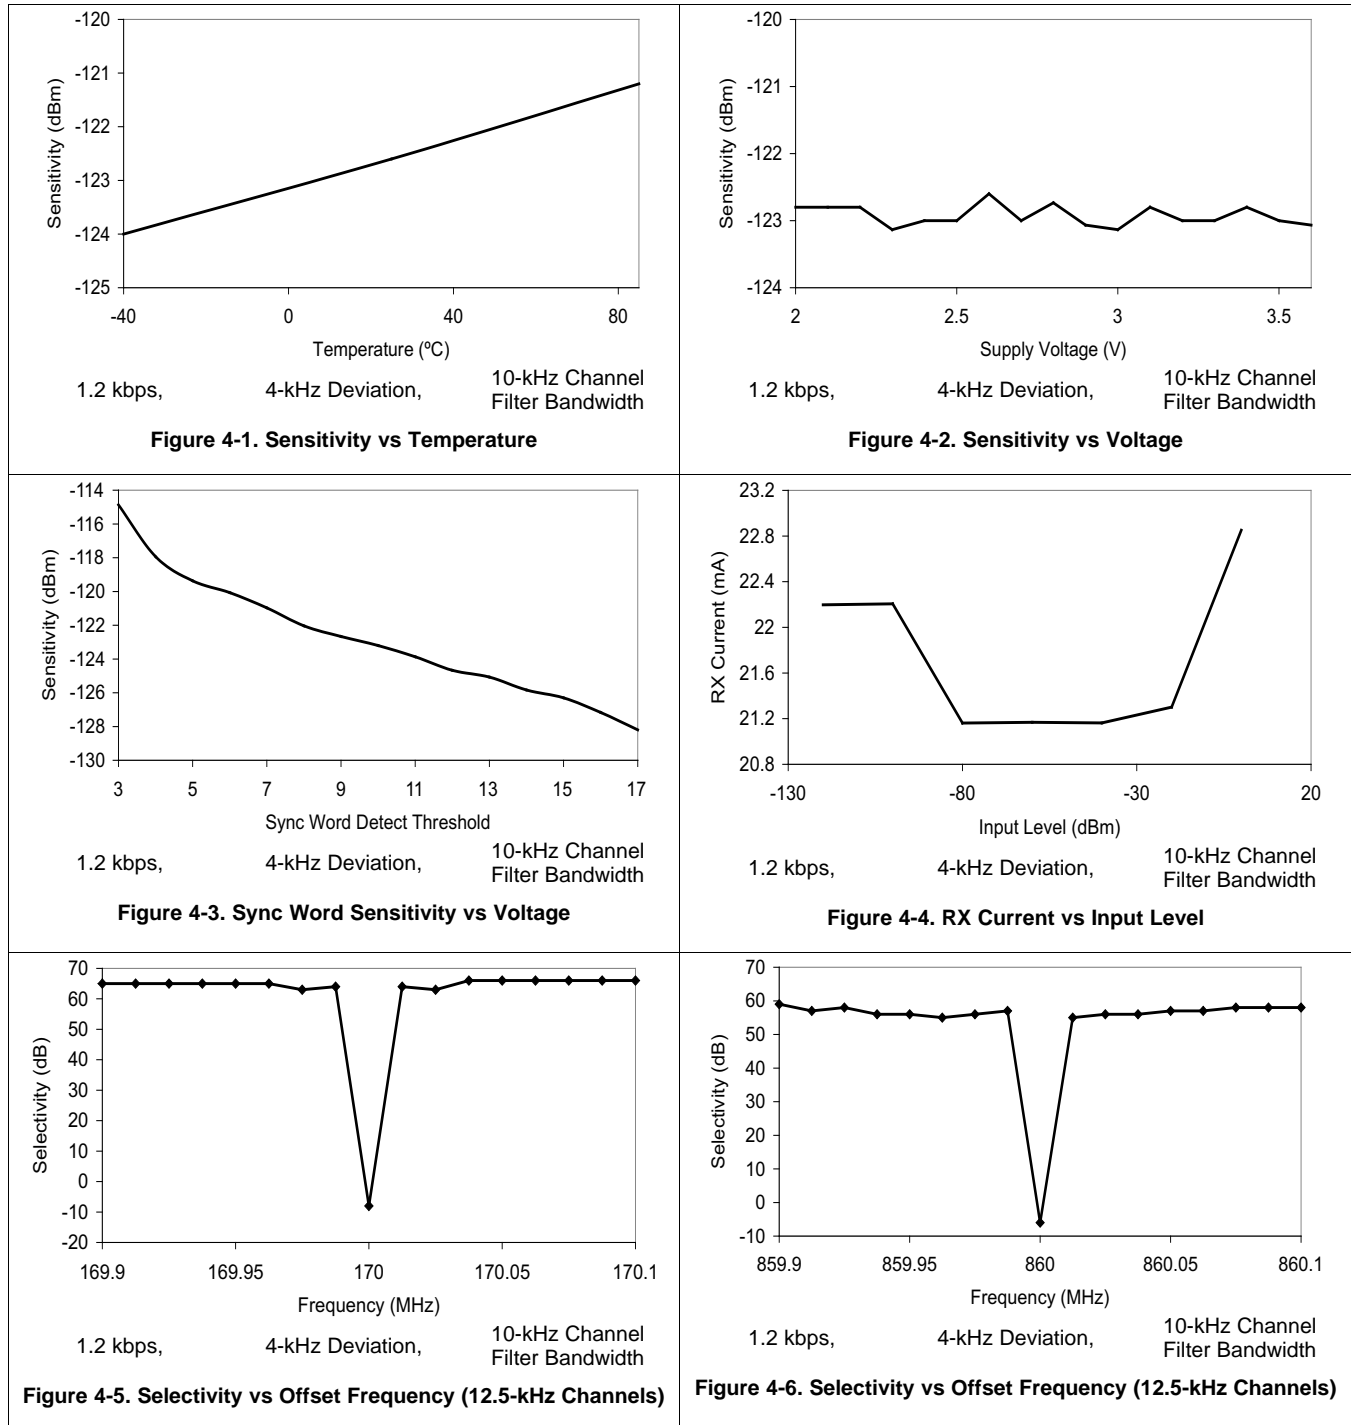 -120
-121
-122
-123
-124
-125
Sensitivity (dBm)
-40 0 40 80
Temperature (ºC)
1.2 kbps, 4-kHz Deviation, 10-kHz Channel
Filter Bandwidth
Figure 4-1. Sensitivity vs Temperature
-120
-121
-122
-123
-124
Sensitivity (dBm)
2 2.5 3 3.5
Supply Voltage (V)
1.2 kbps, 4-kHz Deviation, 10-kHz Channel
Filter Bandwidth
Figure 4-2. Sensitivity vs Voltage
-114
-116
-118
-120
-122
-124
-126
-128
-130
Sensitivity (dBm)
3 5 7 9 11 13 15 17
Sync Word Detect Threshold
1.2 kbps, 4-kHz Deviation, 10-kHz Channel
Filter Bandwidth
Figure 4-3. Sync Word Sensitivity vs Voltage
23.2
22.8
22.4
22
21.6
21.2
20.8
RX Current (mA)
-130 -80 -30 20
Input Level (dBm)
1.2 kbps, 4-kHz Deviation, 10-kHz Channel
Filter Bandwidth
Figure 4-4. RX Current vs Input Level
70
60
50
40
30
20
10
0
-10
-20
Selectivity (dB)
169.9 169.95 170 170.05 170.1
Frequency (MHz)
1.2 kbps, 4-kHz Deviation, 10-kHz Channel
Filter Bandwidth
Figure 4-5. Selectivity vs Offset Frequency (12.5-kHz Channels)
70
60
50
40
30
20
10
0
-10
Selectivity (dB)
859.9 859.95 860 860.05 860.1
Frequency (MHz)
1.2 kbps, 4-kHz Deviation, 10-kHz Channel
Filter Bandwidth
Figure 4-6. Selectivity vs Offset Frequency (12.5-kHz Channels)